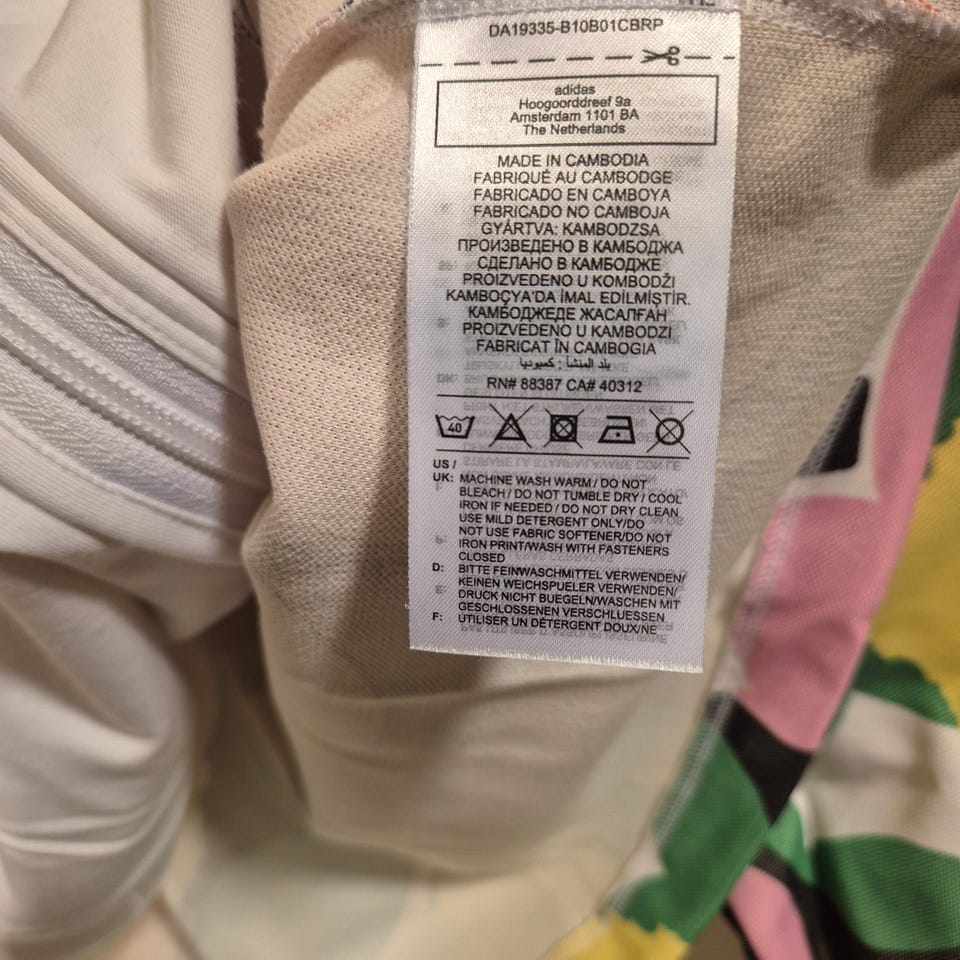 DA19335-B10B01CBRP
adidas
Hoogoorddreef 9a
Amsterdam 1101 BA
The Netherlands
MADE IN CAMBODIA
FABRIQUÉ AU CAMBODGE
FABRICADO EN CAMBOYA
FABRICADO NO CAMBOJA
GYÁRTVA: KAMBODZSA
ПРОИЗВЕДЕНО В КАМБОДЖА
СДЕЛАНО В КАМБОДЖЕ
PROIZVEDENO U KOMBODŽI
KAMBOÇYA'DA İMAL EDİLMİŞTİR.
КАМБОДЖЕДЕ ЖАСАЛҒАН
PROIZVEDENO U KAMBODZI
FABRICAT ÎN CAMBOGIA
بلد المنشأ : كمبوديا
RN# 88387 CA# 40312
40
US /
UK: MACHINE WASH WARM / DO NOT
BLEACH / DO NOT TUMBLE DRY / COOL
IRON IF NEEDED / DO NOT DRY CLEAN
USE MILD DETERGENT ONLY/DO
NOT USE FABRIC SOFTENER/DO NOT
IRON PRINT/WASH WITH FASTENERS
CLOSED
D: BITTE FEINWASCHMITTEL VERWENDEN/
KEINEN WEICHSPUELER VERWENDEN/
DRUCK NICHT BUEGELN/WASCHEN MIT
GESCHLOSSENEN VERSCHLUESSEN
F: UTILISER UN DÉTERGENT DOUX/NE